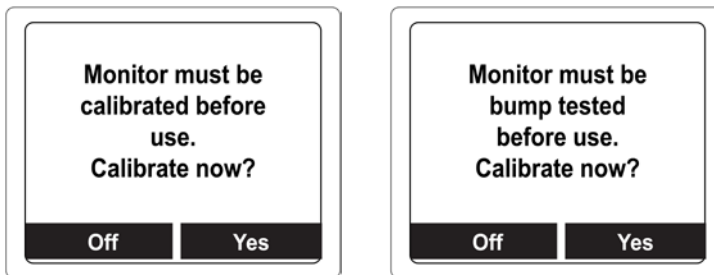 Monitor must be
calibrated before
use.
Calibrate now?
Off Yes
Monitor must be
bump tested
before use.
Calibrate now?
Off Yes